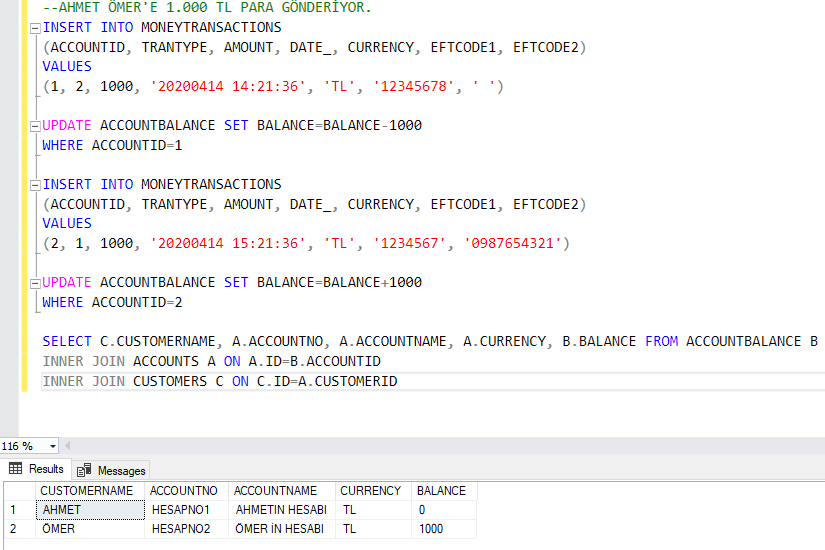 --AHMET ÖMER'E 1.000 TL PARA GÖNDERİYOR.
INSERT INTO MONEYTRANSACTIONS
(ACCOUNTID, TRANTYPE, AMOUNT, DATE_, CURRENCY, EFTCODE1, EFTCODE2)
VALUES
(1, 2, 1000, '20200414 14:21:36', 'TL', '12345678', ' ')
UPDATE ACCOUNTBALANCE SET BALANCE=BALANCE-1000
WHERE ACCOUNTID=1
INSERT INTO MONEYTRANSACTIONS
(ACCOUNTID, TRANTYPE, AMOUNT, DATE_, CURRENCY, EFTCODE1, EFTCODE2)
VALUES
(2, 1, 1000, '20200414 15:21:36', 'TL', '1234567', '0987654321')
UPDATE ACCOUNTBALANCE SET BALANCE=BALANCE+1000
WHERE ACCOUNTID=2
SELECT C.CUSTOMERNAME, A.ACCOUNTNO, A.ACCOUNTNAME, A.CURRENCY, B.BALANCE FROM ACCOUNTBALANCE B
INNER JOIN ACCOUNTS A ON A.ID=B.ACCOUNTID
INNER JOIN CUSTOMERS C ON C.ID=A.CUSTOMERID
116 %
Results Messages
CUSTOMERNAME ACCOUNTNO ACCOUNTNAME CURRENCY BALANCE
1 AHMET HESAPNO1 AHMETIN HESABI TL 0
2 ÖMER HESAPNO2 ÖMER İN HESABI TL 1000